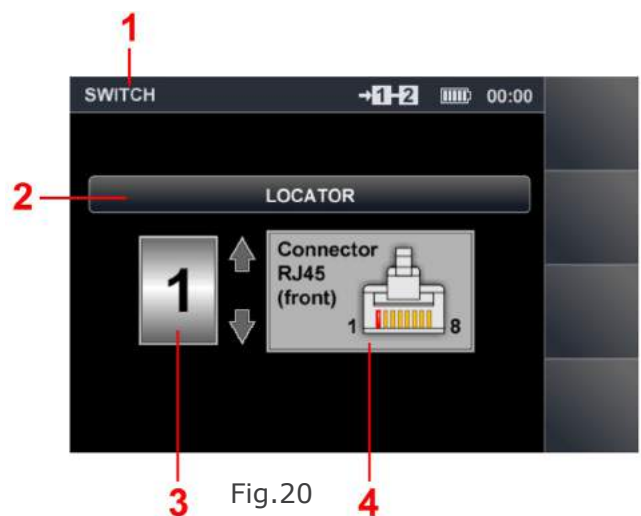 1
SWITCH →1-2 00:00
2 LOCATOR
1
Connector
RJ45
(front)
1 8
3 Fig.20 4